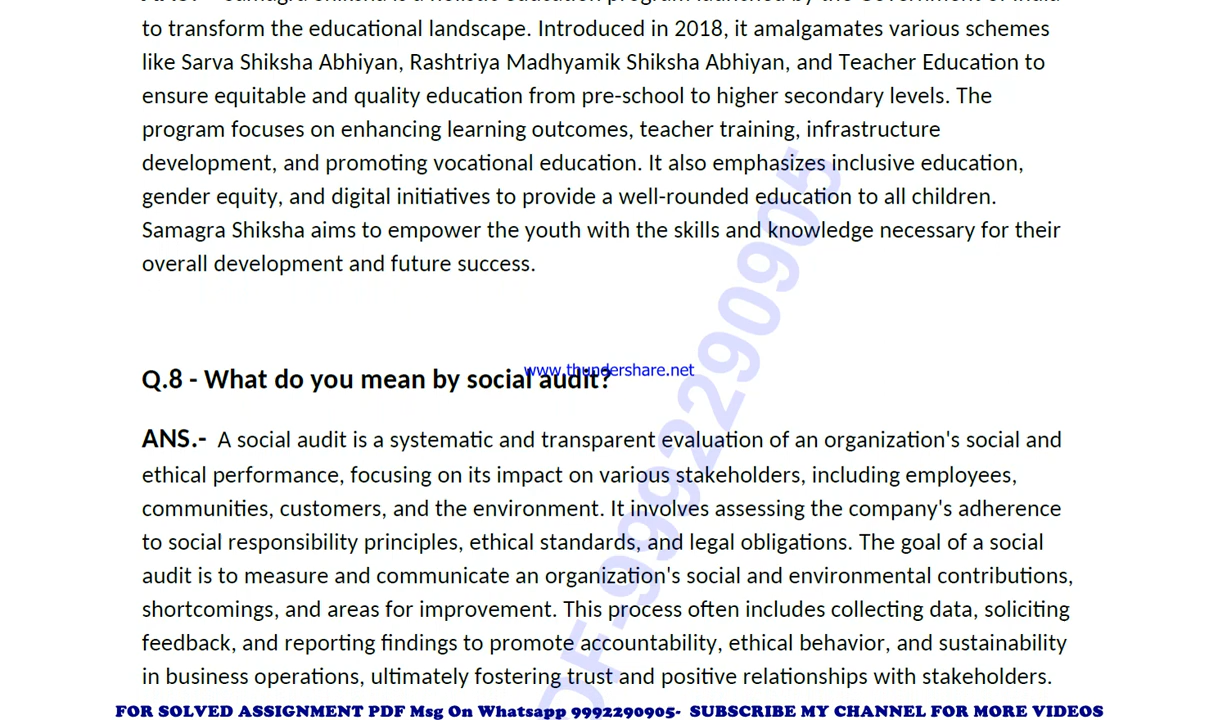 to transform the educational landscape. Introduced in 2018, it amalgamates various schemes
like Sarva Shiksha Abhiyan, Rashtriya Madhyamik Shiksha Abhiyan, and Teacher Education to
ensure equitable and quality education from pre-school to higher secondary levels. The
program focuses on enhancing learning outcomes, teacher training, infrastructure
development, and promoting vocational education. It also emphasizes inclusive education,
gender equity, and digital initiatives to provide a well-rounded education to all children.
Samagra Shiksha aims to empower the youth with the skills and knowledge necessary for their
overall development and future success.
www.thundershare.net
Q.8 - What do you mean by social audit?
ANS.- A social audit is a systematic and transparent evaluation of an organization's social and
ethical performance, focusing on its impact on various stakeholders, including employees,
communities, customers, and the environment. It involves assessing the company's adherence
to social responsibility principles, ethical standards, and legal obligations. The goal of a social
audit is to measure and communicate an organization's social and environmental contributions,
shortcomings, and areas for improvement. This process often includes collecting data, soliciting
feedback, and reporting findings to promote accountability, ethical behavior, and sustainability
in business operations, ultimately fostering trust and positive relationships with stakeholders.
DF-9992290905
FOR SOLVED ASSIGNMENT PDF Msg On Whatsapp 9992290905- SUBSCRIBE MY CHANNEL FOR MORE VIDEOS